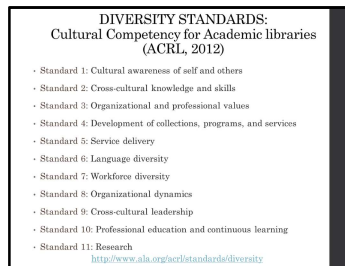 DIVERSITY STANDARDS:
Cultural Competency for Academic libraries
(ACRL, 2012)
• Standard 1: Cultural awareness of self and others
• Standard 2: Cross-cultural knowledge and skills
• Standard 3: Organizational and professional values
• Standard 4: Development of collections, programs, and services
• Standard 5: Service delivery
• Standard 6: Language diversity
• Standard 7: Workforce diversity
• Standard 8: Organizational dynamics
• Standard 9: Cross-cultural leadership
• Standard 10: Professional education and continuous learning
• Standard 11: Research
http://www.ala.org/acrl/standards/diversity